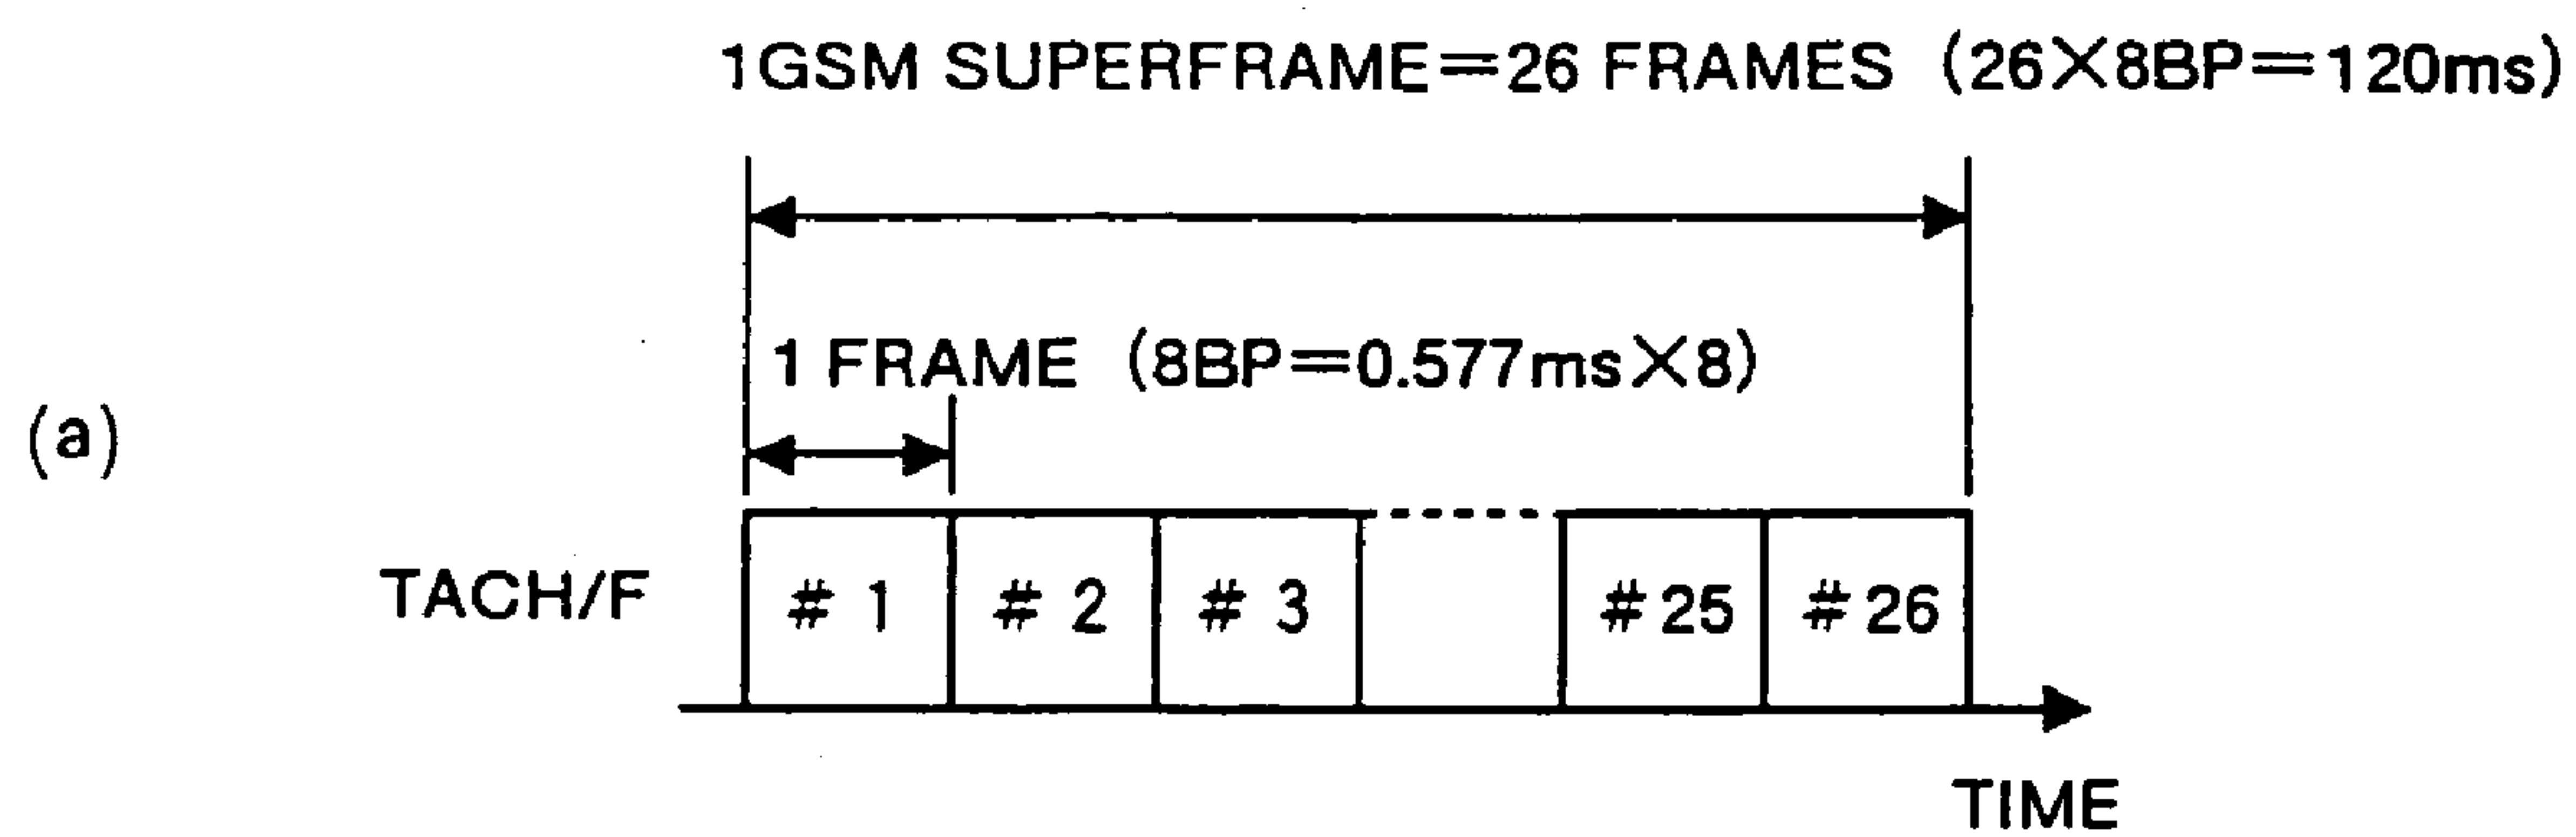 1GSM SUPERFRAME=26 FRAMES (26×8BP=120ms)
1 FRAME (8BP=0.577ms×8)
(a)
TACH/F
# 1 # 2 # 3 # 25 # 26
TIME